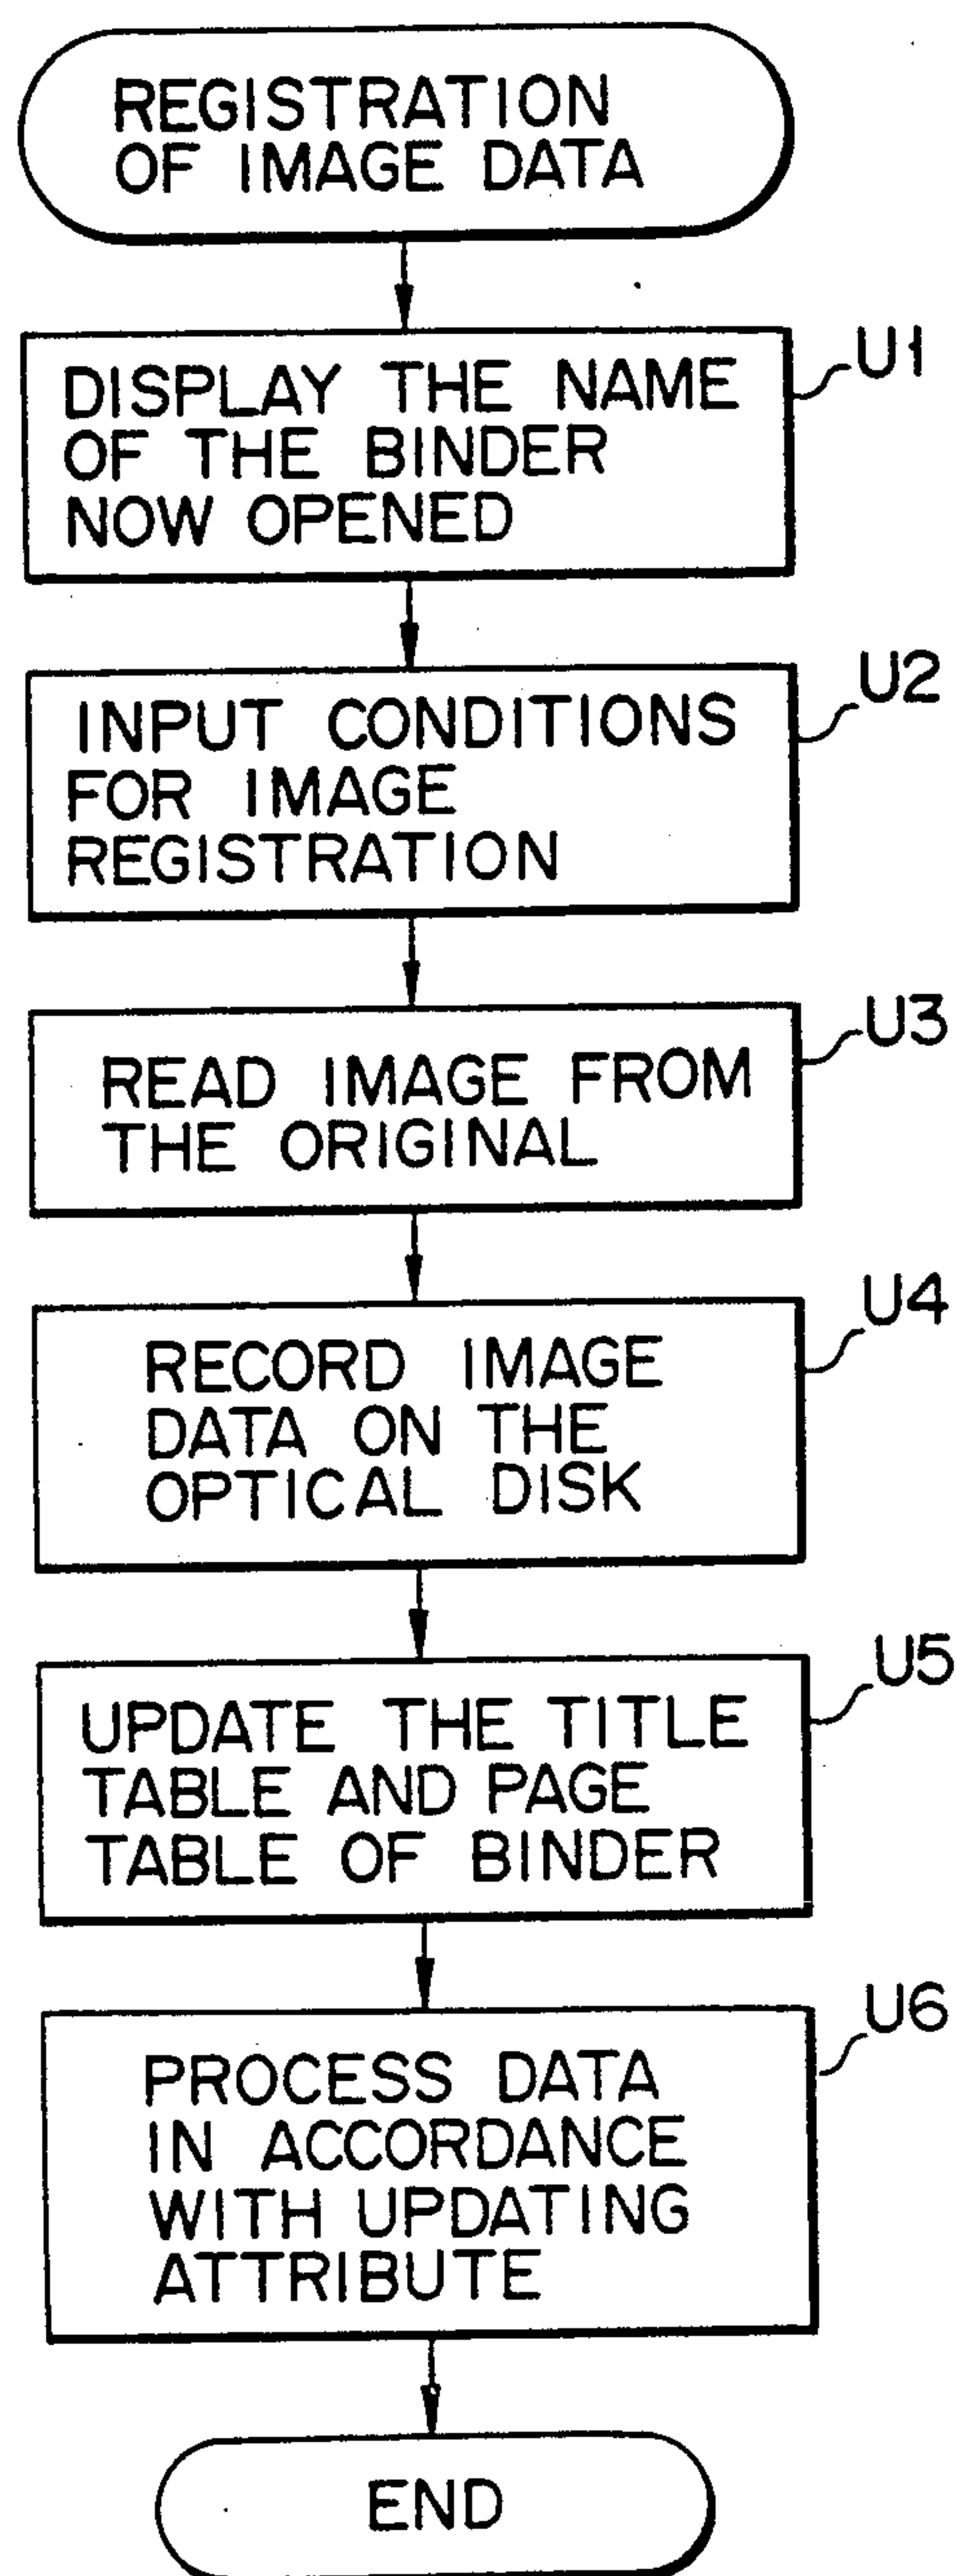 REGISTRATION
OF IMAGE DATA
U1
DISPLAY THE NAME
OF THE BINDER
NOW OPENED
U2
INPUT CONDITIONS
FOR IMAGE
REGISTRATION
U3
READ IMAGE FROM
THE ORIGINAL
U4
RECORD IMAGE
DATA ON THE
OPTICAL DISK
U5
UPDATE THE TITLE
TABLE AND PAGE
TABLE OF BINDER
U6
PROCESS DATA
IN ACCORDANCE
WITH UPDATING
ATTRIBUTE
END